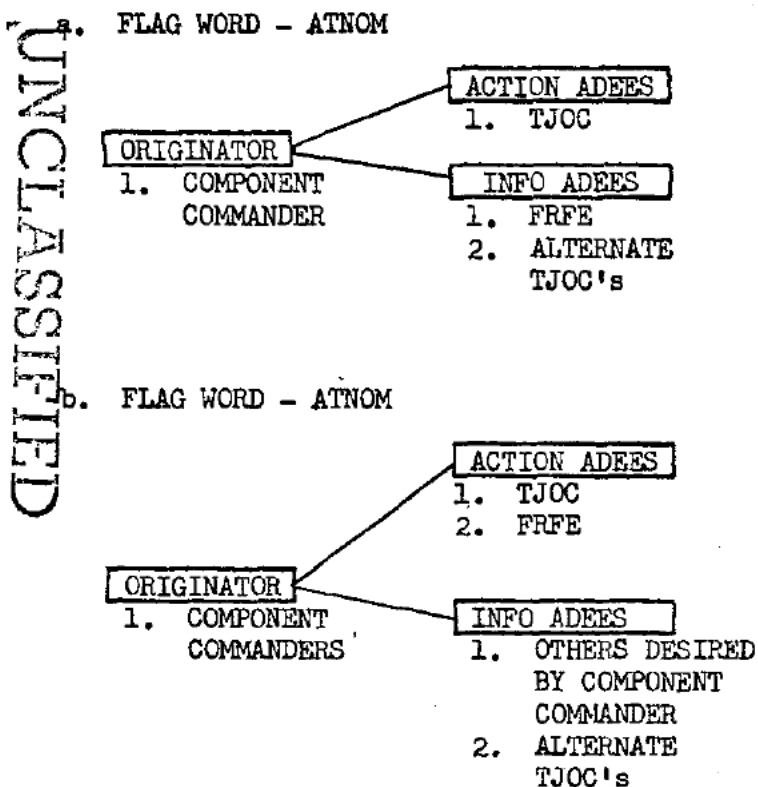 UNCLASSIFIED
a. FLAG WORD - ATNOM
ACTION ADEES
1. TJOC
ORIGINATOR
1. COMPONENT
COMMANDER
INFO ADEES
1. FRFE
2. ALTERNATE
TJOC's
b. FLAG WORD - ATNOM
ACTION ADEES
1. TJOC
2. FRFE
ORIGINATOR
1. COMPONENT
COMMANDERS
INFO ADEES
1. OTHERS DESIRED
BY COMPONENT
COMMANDER
2. ALTERNATE
TJOC's